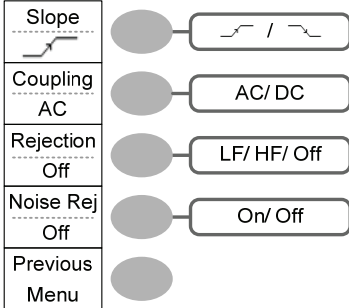 Slope
/
Coupling
AC
AC/ DC
Rejection
Off
LF/ HF/ Off
Noise Rej
Off
On/ Off
Previous
Menu